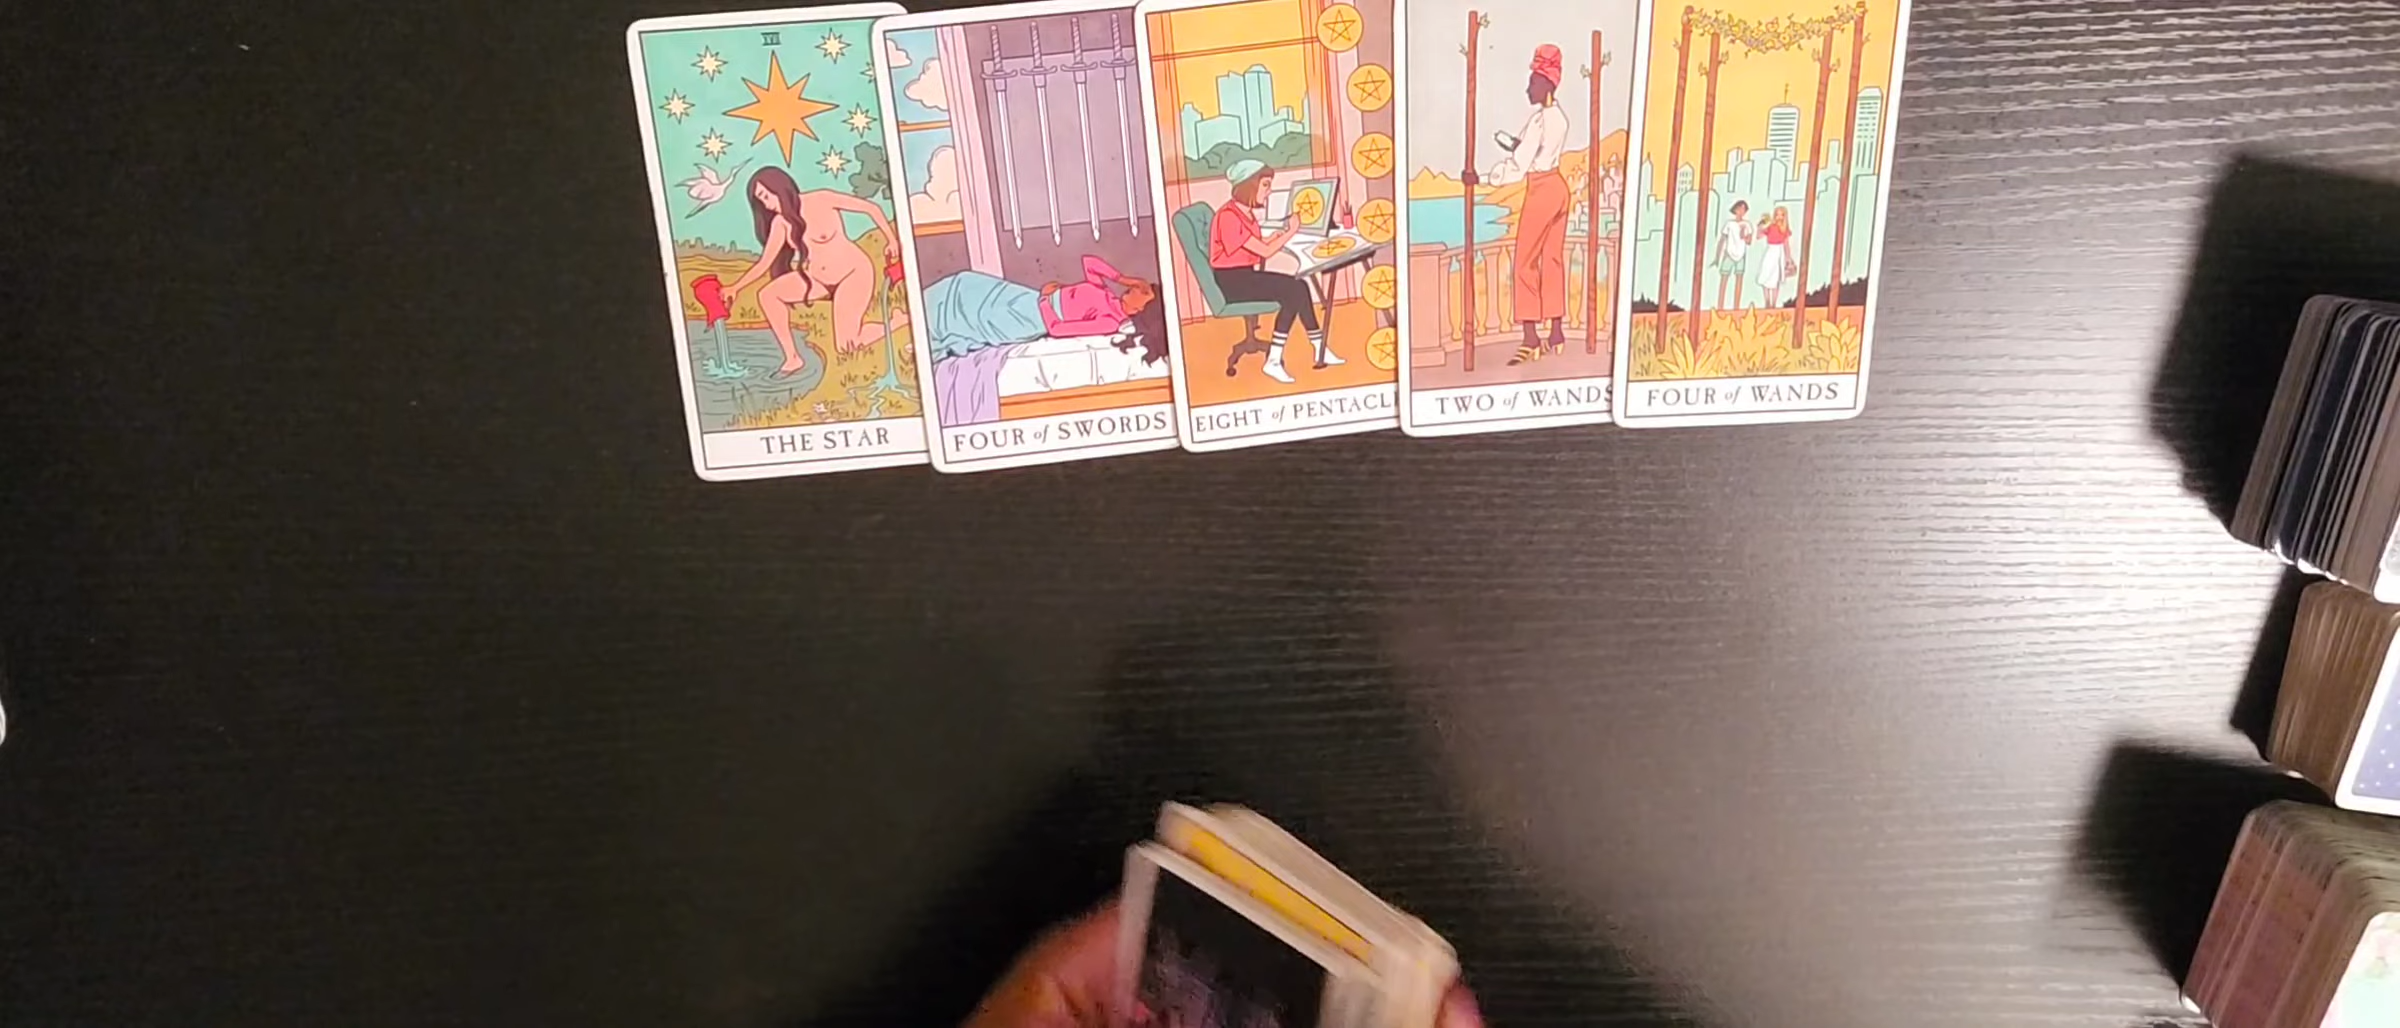 XVII
THE STAR
FOUR of SWORDS
EIGHT of PENTACL
TWO of WANDS
FOUR of WANDS